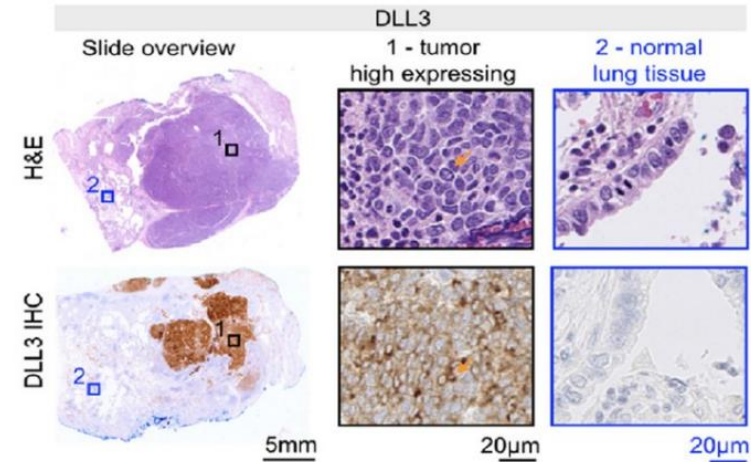 DLL3
Slide overview
1 - tumor
high expressing
2 - normal
lung tissue
H&E
1
2
DLL3 IHC
1
2
5mm
20µm
20µm